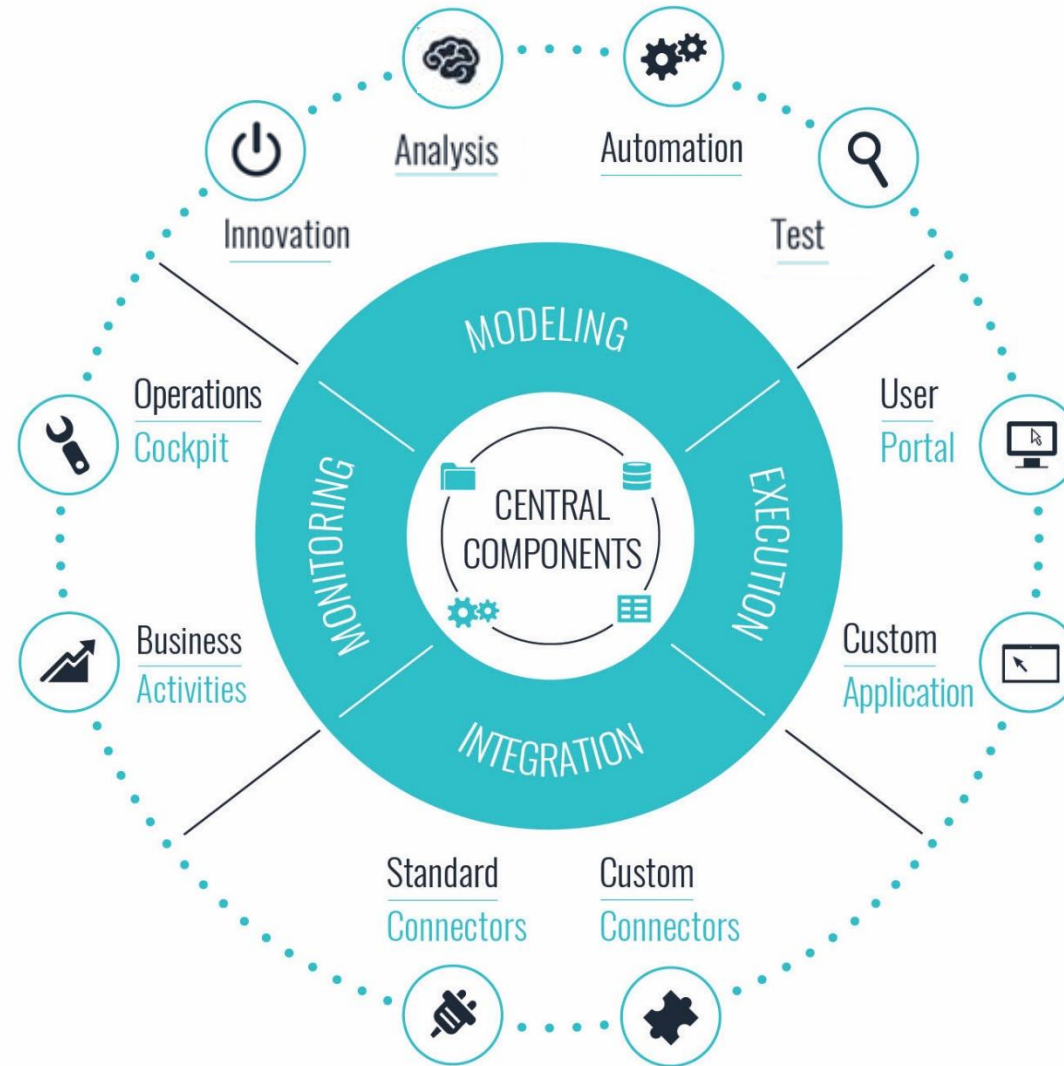 Analysis
Automation
Innovation
Test
MODELING
Operations
Cockpit
User
Portal
MONITORING
CENTRAL
COMPONENTS
EXECUTION
Business
Activities
Custom
Application
INTEGRATION
Standard
Connectors
Custom
Connectors